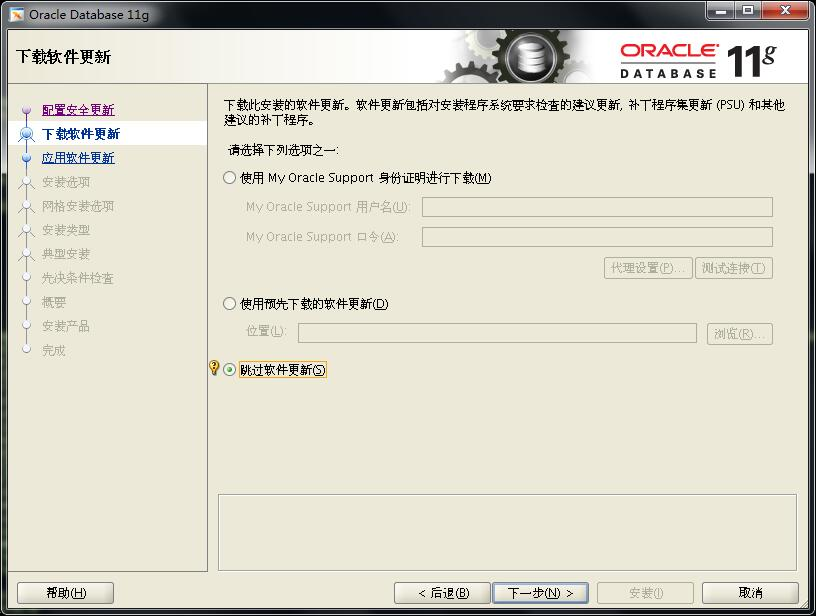 Oracle Database 11g
下载软件更新
ORACLE 11g
DATABASE
配置安全更新
下载软件更新
应用软件更新
安装选项
网格安装选项
安装类型
典型安装
先决条件检查
概要
安装产品
完成
下载此安装的软件更新。软件更新包括对安装程序系统要求检查的建议更新, 补丁程序集更新 (PSU) 和其他
建议的补丁程序。
请选择下列选项之一:
使用 My Oracle Support 身份证明进行下载(M)
My Oracle Support 用户名(U):
My Oracle Support 口令(A):
代理设置(P)... 测试连接(T)
使用预先下载的软件更新(D)
位置(L): 浏览(R)...
跳过软件更新(S)
帮助(H) < 后退(B) 下一步(N) > 安装(I) 取消